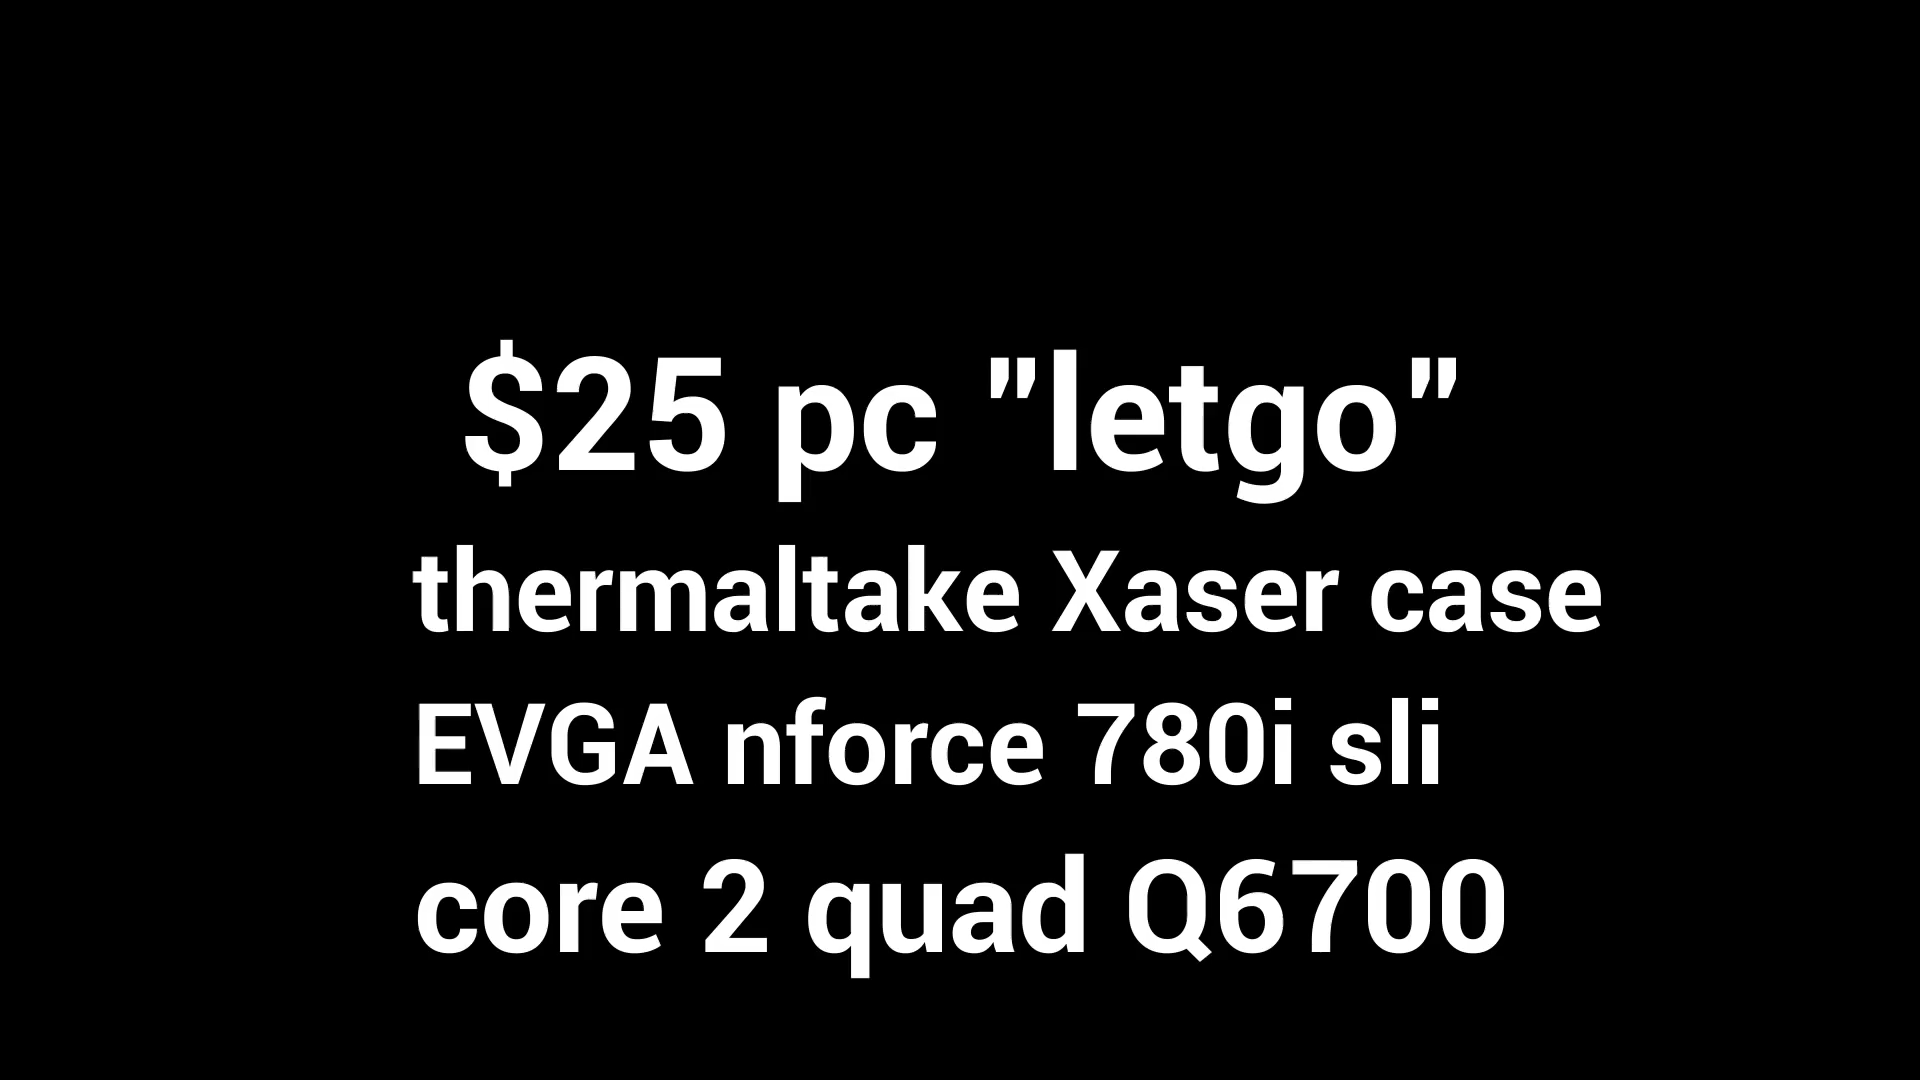 $25 pc "letgo"
thermaltake Xaser case
EVGA nforce 780i sli
core 2 quad Q6700